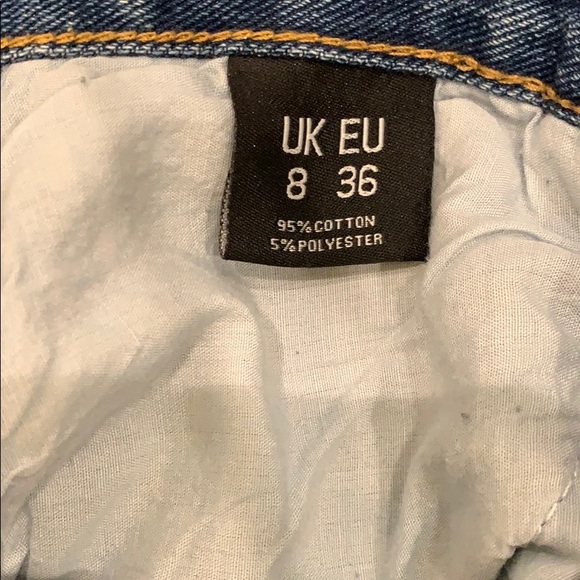 UK EU
8 36
95% COTTON
5% POLYESTER